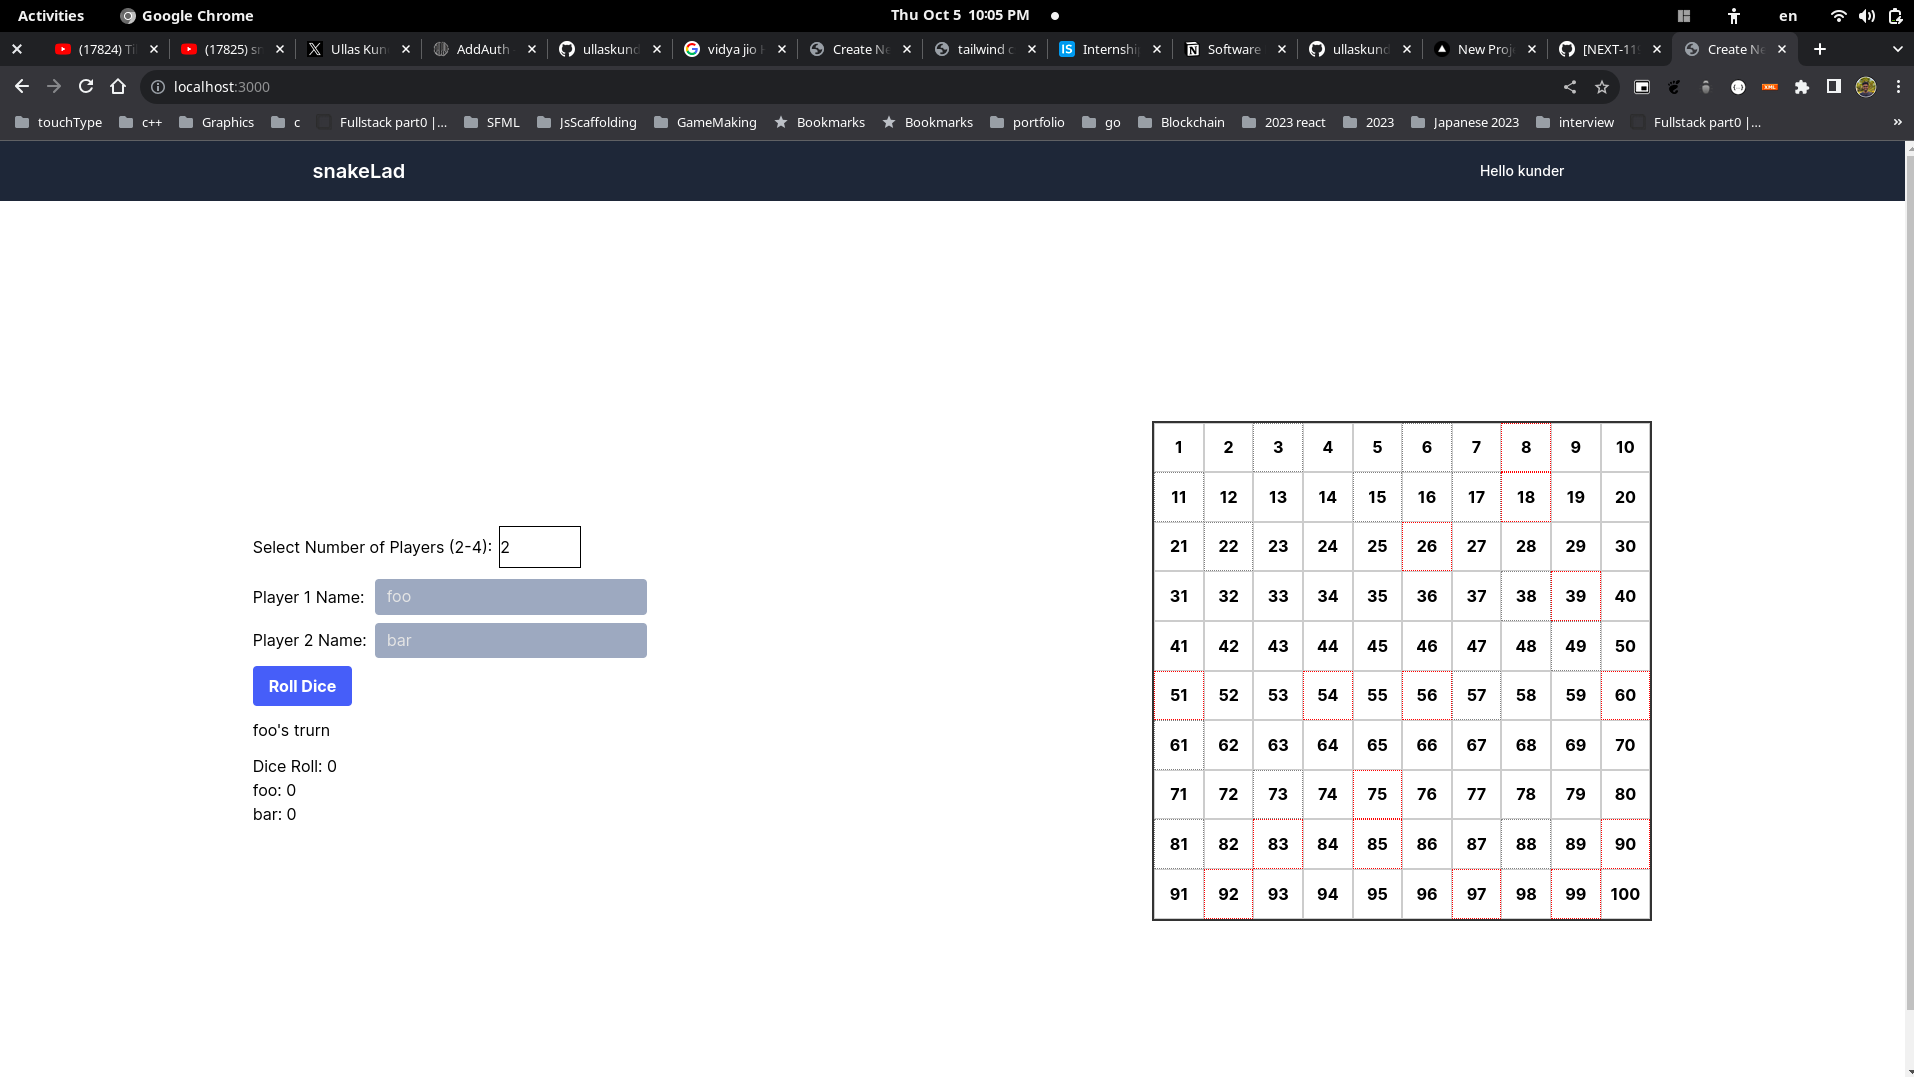 Activities Google Chrome Thu Oct 5 10:05 PM en
(17824) Ti (17825) sr Ullas Kun AddAuth ullaskund vidya jio Create Ne tailwind c IS Internshi Software ullaskund New Proj [NEXT-11 Create Ne
localhost:3000 XML
touchType c++ Graphics c Fullstack part0 |... SFML JsScaffolding GameMaking Bookmarks Bookmarks portfolio go Blockchain 2023 react 2023 Japanese 2023 interview Fullstack part0 |... »
snakeLad Hello kunder
Select Number of Players (2-4): 2
Player 1 Name: foo
Player 2 Name: bar
Roll Dice
foo's trurn
Dice Roll: 0
foo: 0
bar: 0
1 2 3 4 5 6 7 8 9 10
11 12 13 14 15 16 17 18 19 20
21 22 23 24 25 26 27 28 29 30
31 32 33 34 35 36 37 38 39 40
41 42 43 44 45 46 47 48 49 50
51 52 53 54 55 56 57 58 59 60
61 62 63 64 65 66 67 68 69 70
71 72 73 74 75 76 77 78 79 80
81 82 83 84 85 86 87 88 89 90
91 92 93 94 95 96 97 98 99 100